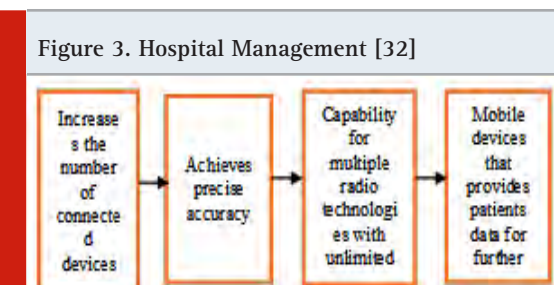 Figure 3. Hospital Management [32]
Increase
s the
number
of
connecte
d
devices
Achieves
precise
accuracy
Capability
for
multiple
radio
technologi
es with
unlimited
Mobile
devices
that
provides
patients
data for
further